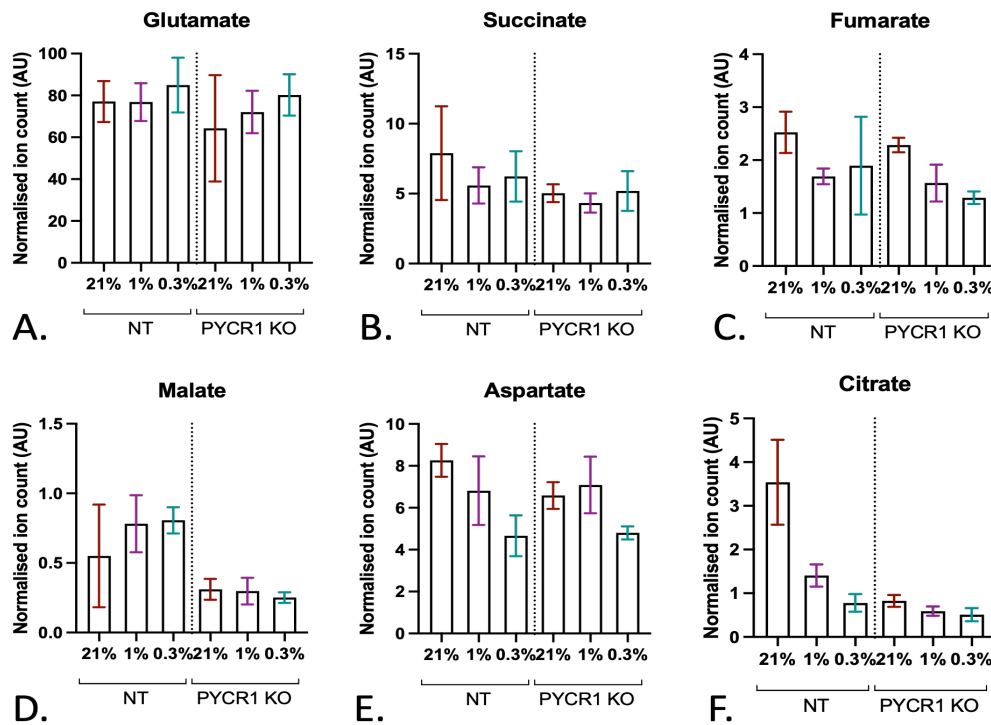 Glutamate
Normalised ion count (AU)
100
80
60
40
20
0
21% 1% 0.3% 21% 1% 0.3%
NT PYCR1 KO
A.
Succinate
Normalised ion count (AU)
15
10
5
0
21% 1% 0.3% 21% 1% 0.3%
NT PYCR1 KO
B.
Fumarate
Normalised ion count (AU)
4
3
2
1
0
21% 1% 0.3% 21% 1% 0.3%
NT PYCR1 KO
C.
Malate
Normalised ion count (AU)
1.5
1.0
0.5
0.0
21% 1% 0.3% 21% 1% 0.3%
NT PYCR1 KO
D.
Aspartate
Normalised ion count (AU)
10
8
6
4
2
0
21% 1% 0.3% 21% 1% 0.3%
NT PYCR1 KO
E.
Citrate
Normalised ion count (AU)
5
4
3
2
1
0
21% 1% 0.3% 21% 1% 0.3%
NT PYCR1 KO
F.